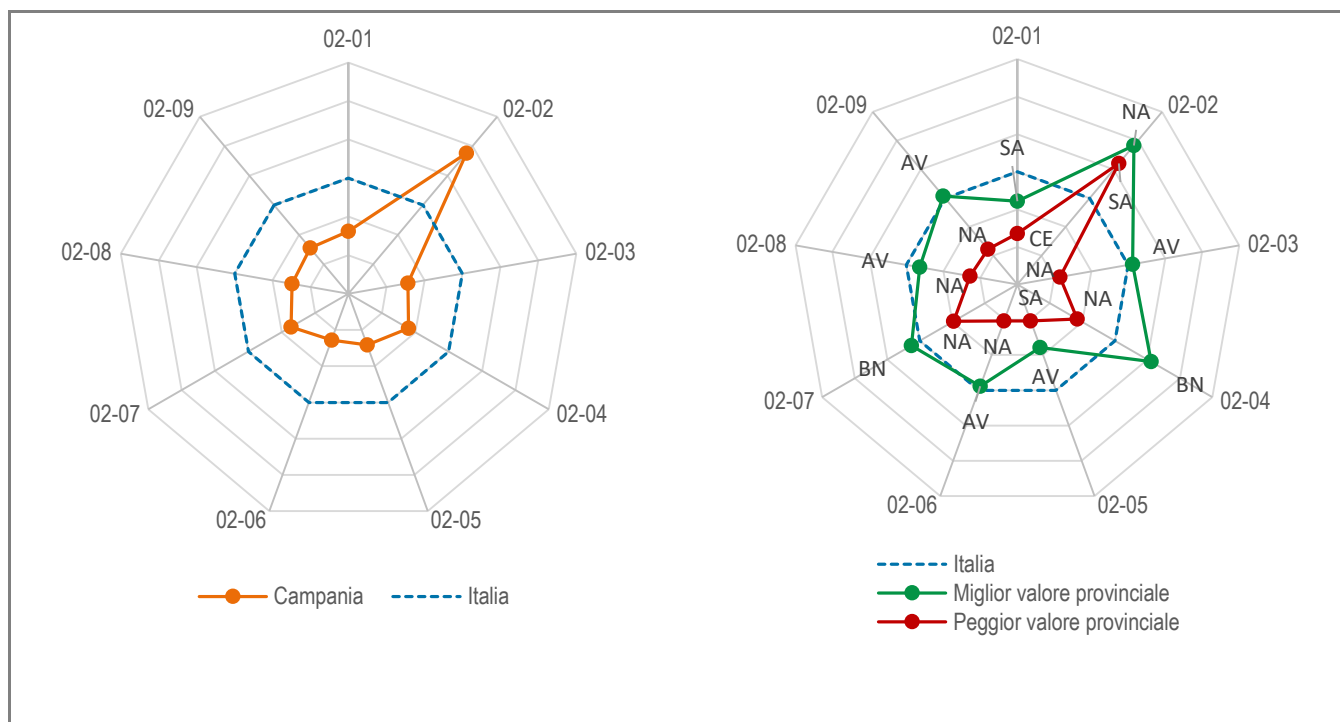 02-01
02-02
02-03
02-04
02-05
02-06
02-07
02-08
02-09
Campania
Italia
02-01
02-02
02-03
02-04
02-05
02-06
02-07
02-08
02-09
SA
NA
AV
BN
AV
AV
BN
AV
AV
CE
SA
NA
NA
SA
NA
NA
NA
NA
Italia
Miglior valore provinciale
Peggior valore provinciale